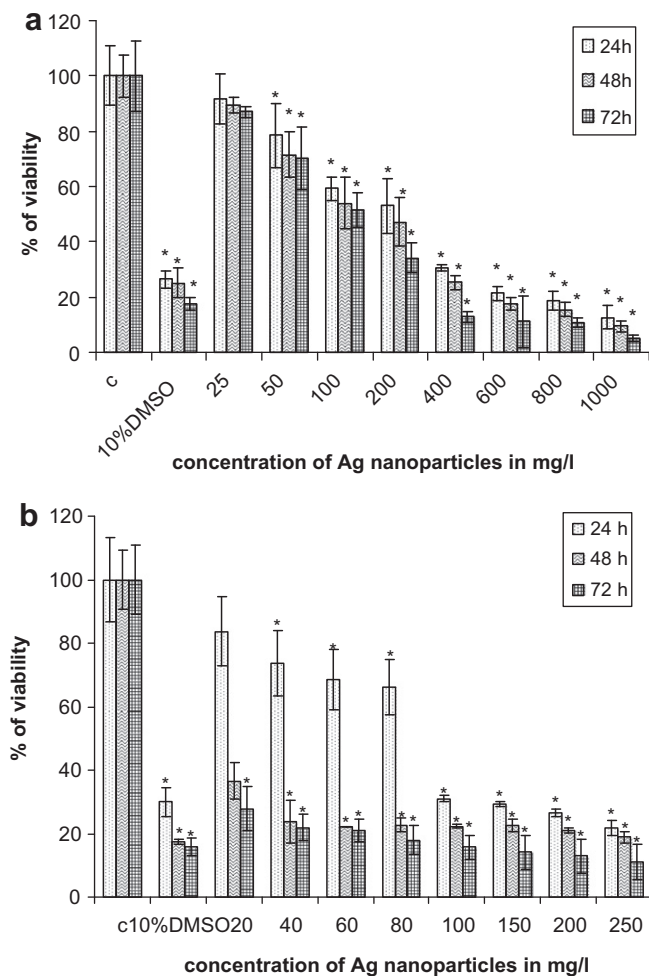 a
120
100
80
60
40
20
0
% of viability
24h
48h
72h
* * *
* * *
* * *
* * *
* * *
* * *
* * *
* * *
c 10%DMSO 25 50 100 200 400 600 800 1000
concentration of Ag nanoparticles in mg/l
b
120
100
80
60
40
20
0
% of viability
24 h
48 h
72 h
* * *
*
* * *
* * *
* * *
* * *
* * *
* * *
* * *
c10%DMSO20 40 60 80 100 150 200 250
concentration of Ag nanoparticles in mg/l